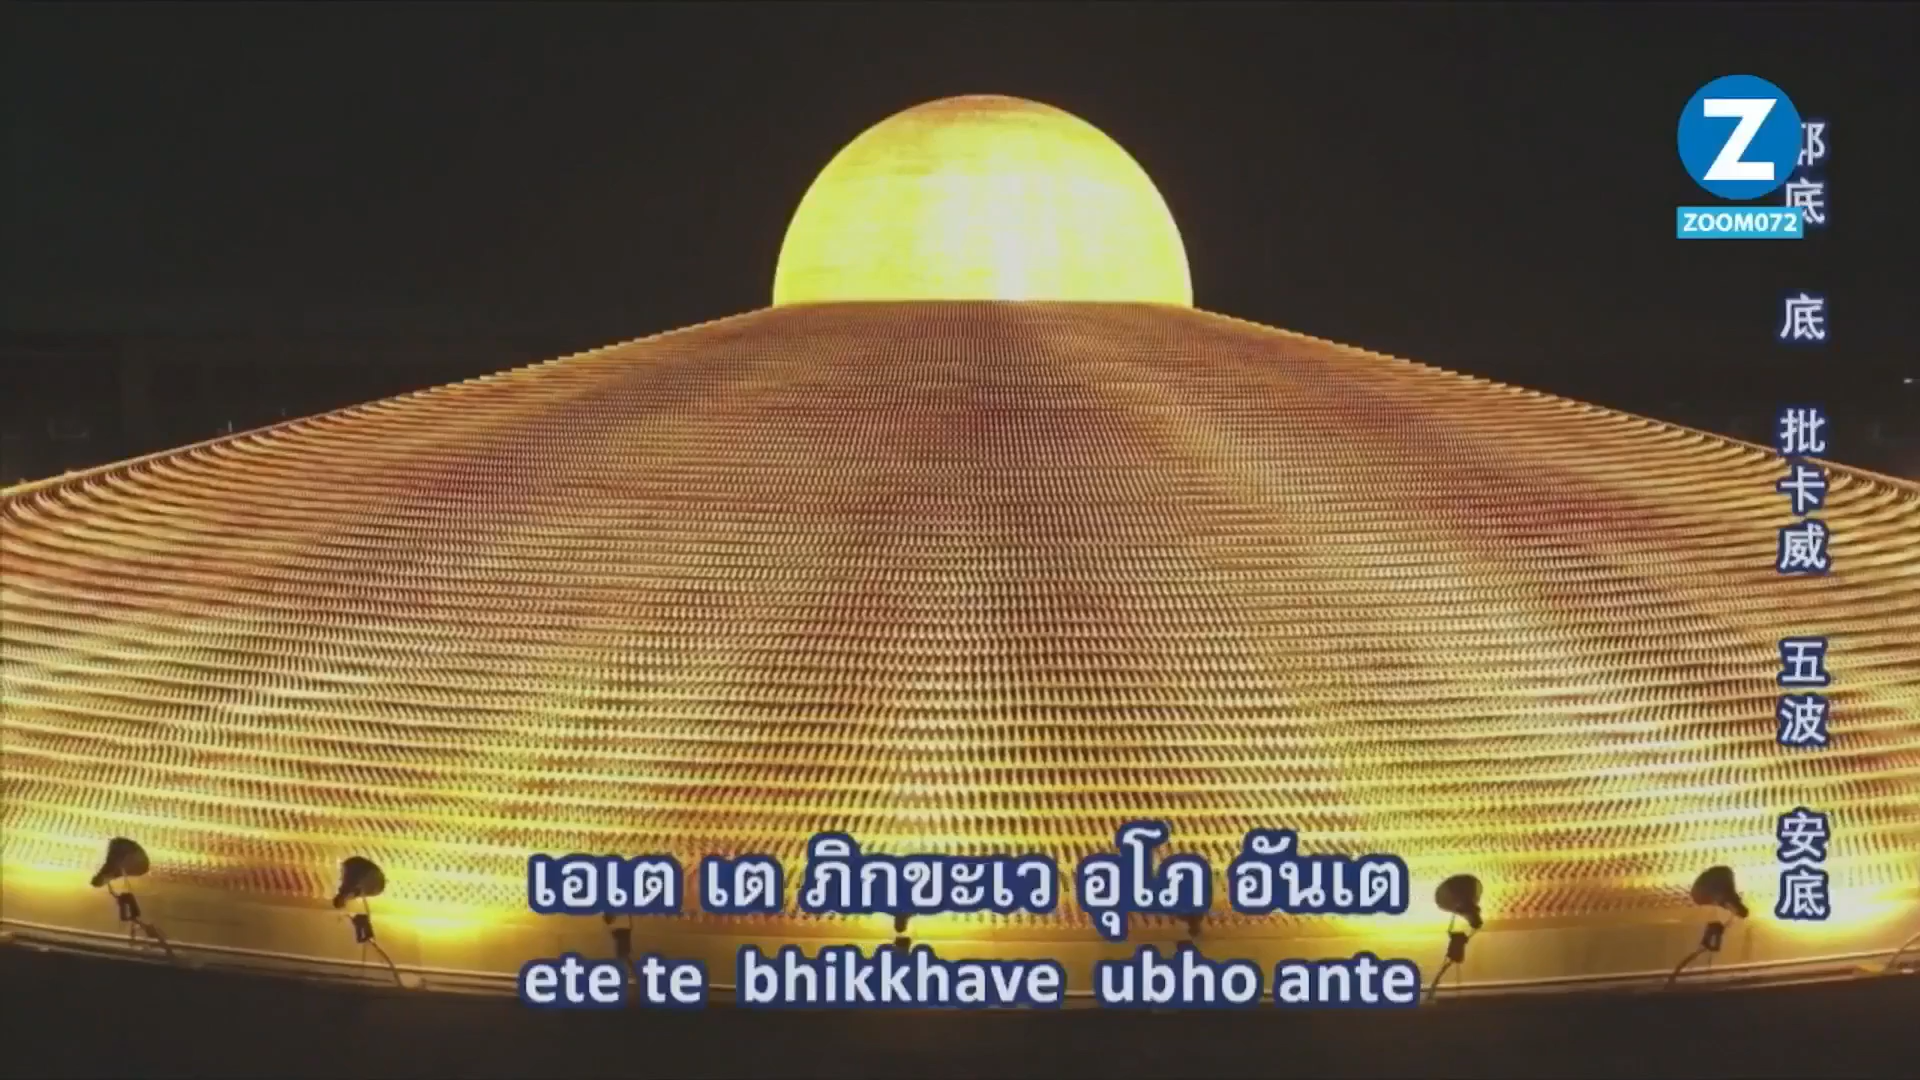 Z
ZOOM072
底 底 批卡威 五波 安底
เอเต เต ภิกขะเว อุโภ อันเต
ete te bhikkhave ubho ante